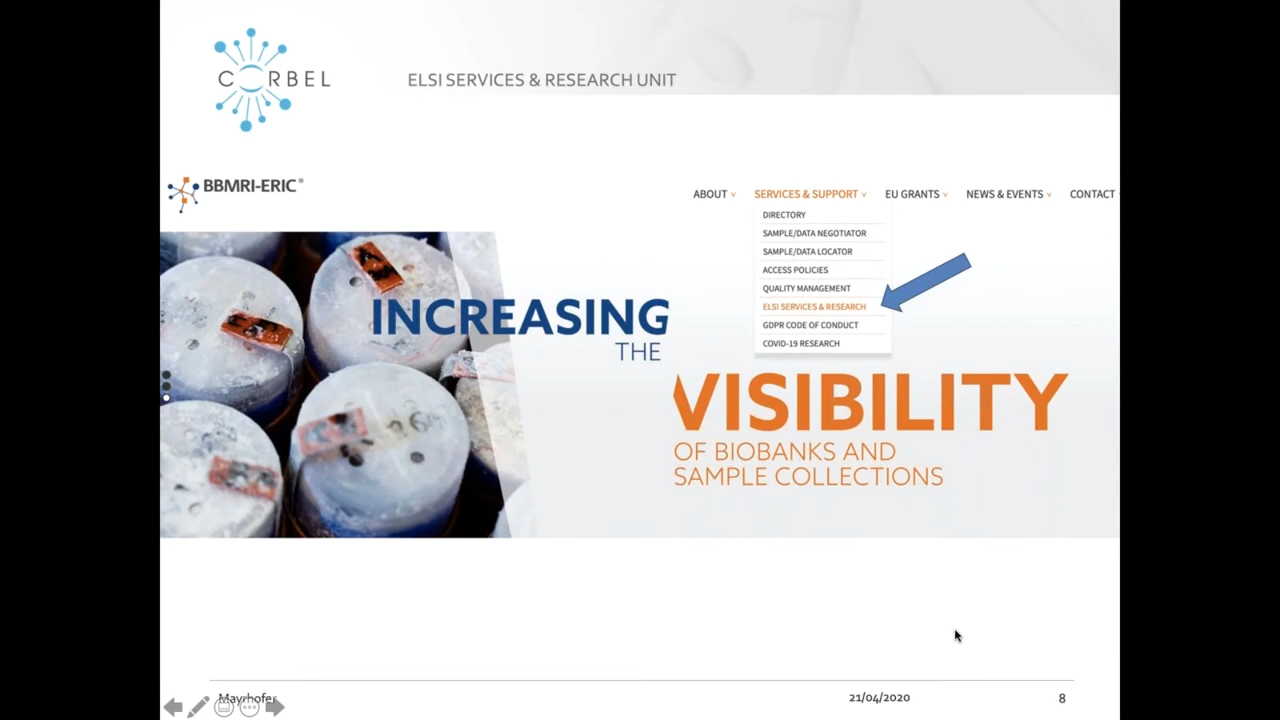 CORBEL
ELSI SERVICES & RESEARCH UNIT
BBMRI-ERIC®
ABOUT
SERVICES & SUPPORT
EU GRANTS
NEWS & EVENTS
CONTACT
DIRECTORY
SAMPLE/DATA NEGOTIATOR
SAMPLE/DATA LOCATOR
ACCESS POLICIES
QUALITY MANAGEMENT
ELSI SERVICES & RESEARCH
GDPR CODE OF CONDUCT
COVID-19 RESEARCH
INCREASING
THE
VISIBILITY
OF BIOBANKS AND
SAMPLE COLLECTIONS
Mayrhofer
21/04/2020
8